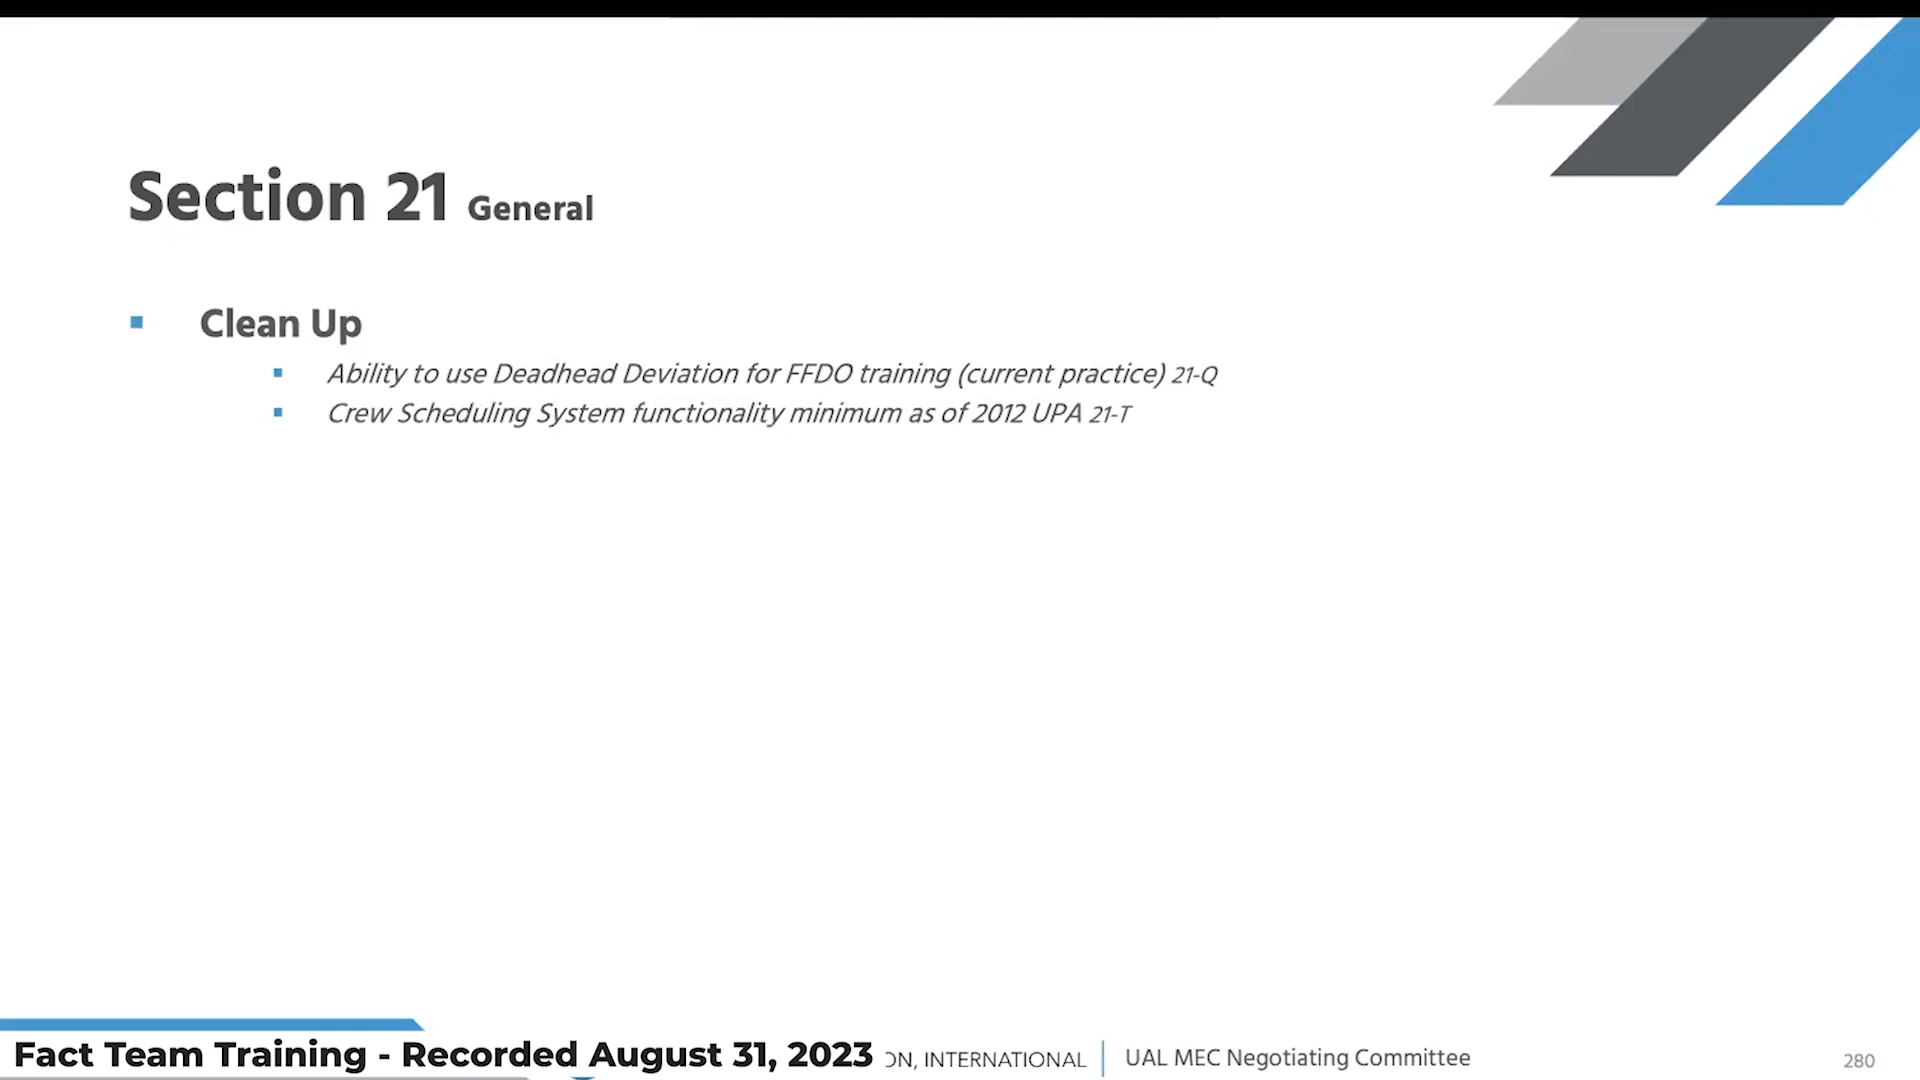 Section 21 General
Clean Up
Ability to use Deadhead Deviation for FFDO training (current practice) 21-Q
Crew Scheduling System functionality minimum as of 2012 UPA 21-T
Fact Team Training - Recorded August 31, 2023 ON, INTERNATIONAL UAL MEC Negotiating Committee 280